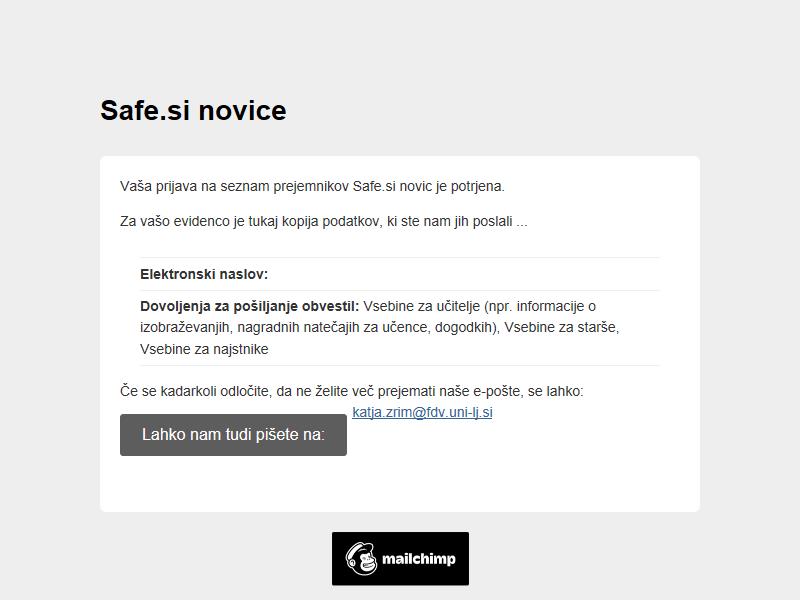 Safe.si novice
Vaša prijava na seznam prejemnikov Safe.si novic je potrjena.
Za vašo evidenco je tukaj kopija podatkov, ki ste nam jih poslali ...
Elektronski naslov:
Dovoljenja za pošiljanje obvestil: Vsebine za učitelje (npr. informacije o
izobraževanjih, nagradnih natečajih za učence, dogodkih), Vsebine za starše,
Vsebine za najstnike
Če se kadarkoli odločite, da ne želite več prejemati naše e-pošte, se lahko:
katja.zrim@fdv.uni-lj.si
Lahko nam tudi pišete na:
mailchimp